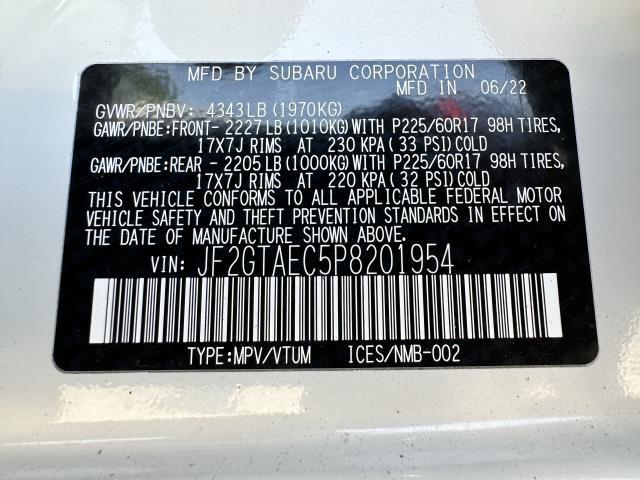 MFD BY SUBARU CORPORATION
MFD IN 06/22
GVWR/PNBV: 4343LB (1970KG)
GAWR/PNBE:FRONT- 2227LB(1010KG)WITH P225/60R17 98H TIRES,
17X7J RIMS AT 230 KPA(33 PSI)COLD
GAWR/PNBE:REAR - 2205LB(1000KG)WITH P225/60R17 98H TIRES,
17X7J RIMS AT 220 KPA(32 PSI)COLD
THIS VEHICLE CONFORMS TO ALL APPLICABLE FEDERAL MOTOR
VEHICLE SAFETY AND THEFT PREVENTION STANDARDS IN EFFECT ON
THE DATE OF MANUFACTURE SHOWN ABOVE.
VIN: JF2GTAEC5P8201954
TYPE:MPV/VTUM ICES/NMB-002